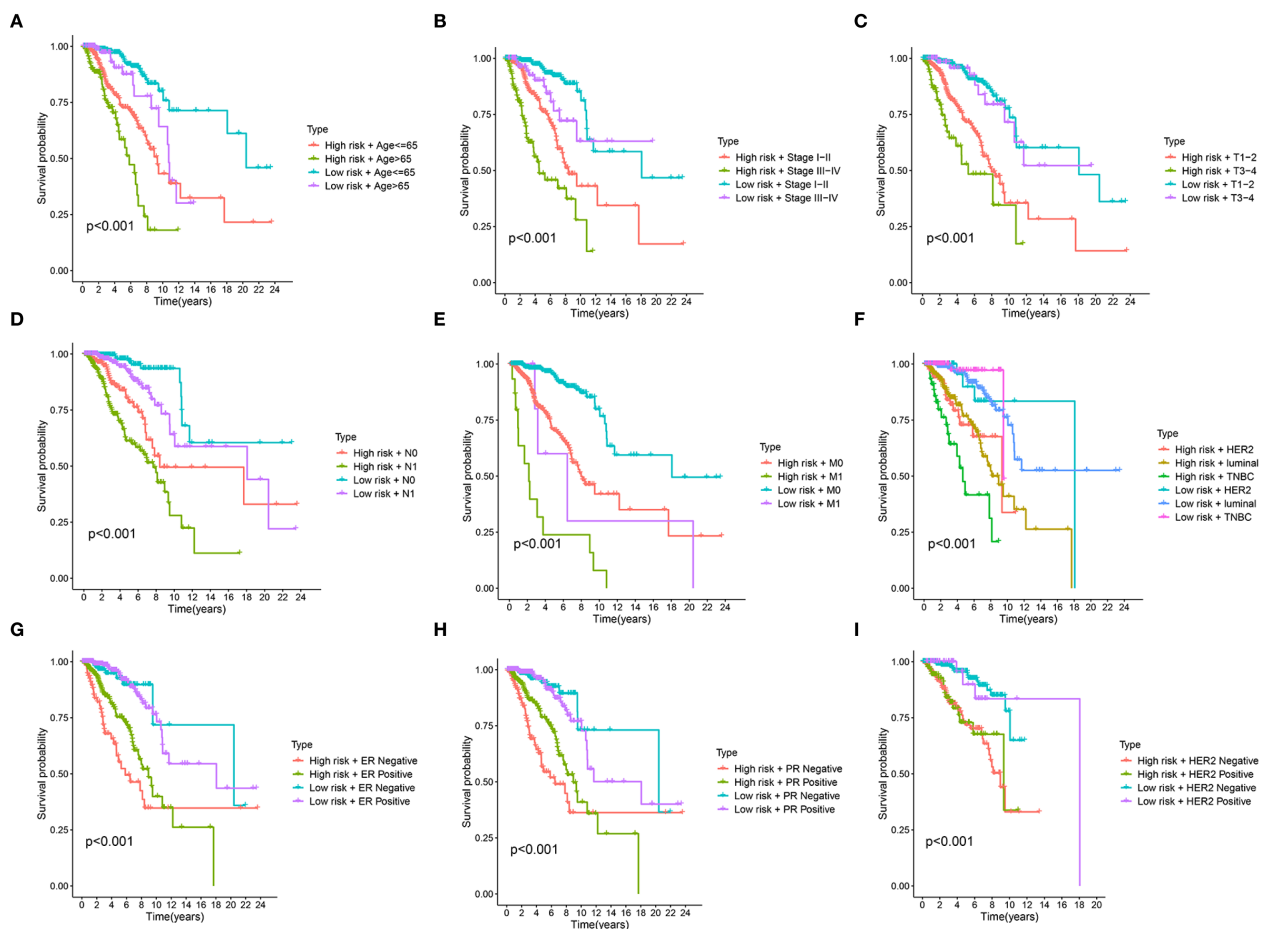 A
1.00
0.75
0.50
0.25
0.00
Survival probability
0 2 4 6 8 10 12 14 16 18 20 22 24
Time(years)
p<0.001
Type
High risk + Age<=65
High risk + Age>65
Low risk + Age<=65
Low risk + Age>65
B
1.00
0.75
0.50
0.25
0.00
Survival probability
0 2 4 6 8 10 12 14 16 18 20 22 24
Time(years)
p<0.001
Type
High risk + Stage I−II
High risk + Stage III−IV
Low risk + Stage I−II
Low risk + Stage III−IV
C
1.00
0.75
0.50
0.25
0.00
Survival probability
0 2 4 6 8 10 12 14 16 18 20 22 24
Time(years)
p<0.001
Type
High risk + T1−2
High risk + T3−4
Low risk + T1−2
Low risk + T3−4
D
1.00
0.75
0.50
0.25
0.00
Survival probability
0 2 4 6 8 10 12 14 16 18 20 22 24
Time(years)
p<0.001
Type
High risk + N0
High risk + N1
Low risk + N0
Low risk + N1
E
1.00
0.75
0.50
0.25
0.00
Survival probability
0 2 4 6 8 10 12 14 16 18 20 22 24
Time(years)
p<0.001
Type
High risk + M0
High risk + M1
Low risk + M0
Low risk + M1
F
1.00
0.75
0.50
0.25
0.00
Survival probability
0 2 4 6 8 10 12 14 16 18 20 22 24
Time(years)
p<0.001
Type
High risk + HER2
High risk + luminal
High risk + TNBC
Low risk + HER2
Low risk + luminal
Low risk + TNBC
G
1.00
0.75
0.50
0.25
0.00
Survival probability
0 2 4 6 8 10 12 14 16 18 20 22 24
Time(years)
p<0.001
Type
High risk + ER Negative
High risk + ER Positive
Low risk + ER Negative
Low risk + ER Positive
H
1.00
0.75
0.50
0.25
0.00
Survival probability
0 2 4 6 8 10 12 14 16 18 20 22 24
Time(years)
p<0.001
Type
High risk + PR Negative
High risk + PR Positive
Low risk + PR Negative
Low risk + PR Positive
I
1.00
0.75
0.50
0.25
0.00
Survival probability
0 2 4 6 8 10 12 14 16 18 20
Time(years)
p<0.001
Type
High risk + HER2 Negative
High risk + HER2 Positive
Low risk + HER2 Negative
Low risk + HER2 Positive